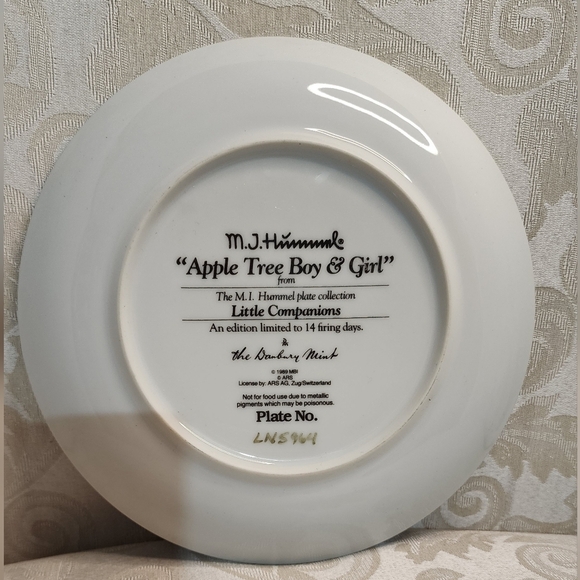 M.J. Hummel®
“Apple Tree Boy & Girl”
from
The M. I. Hummel plate collection
Little Companions
An edition limited to 14 firing days.
The Danbury Mint
© 1989 MBI
© ARS
License by: ARS AG, Zug/Switzerland
Not for food use due to metallic
pigments which may be poisonous.
Plate No.
LN5964